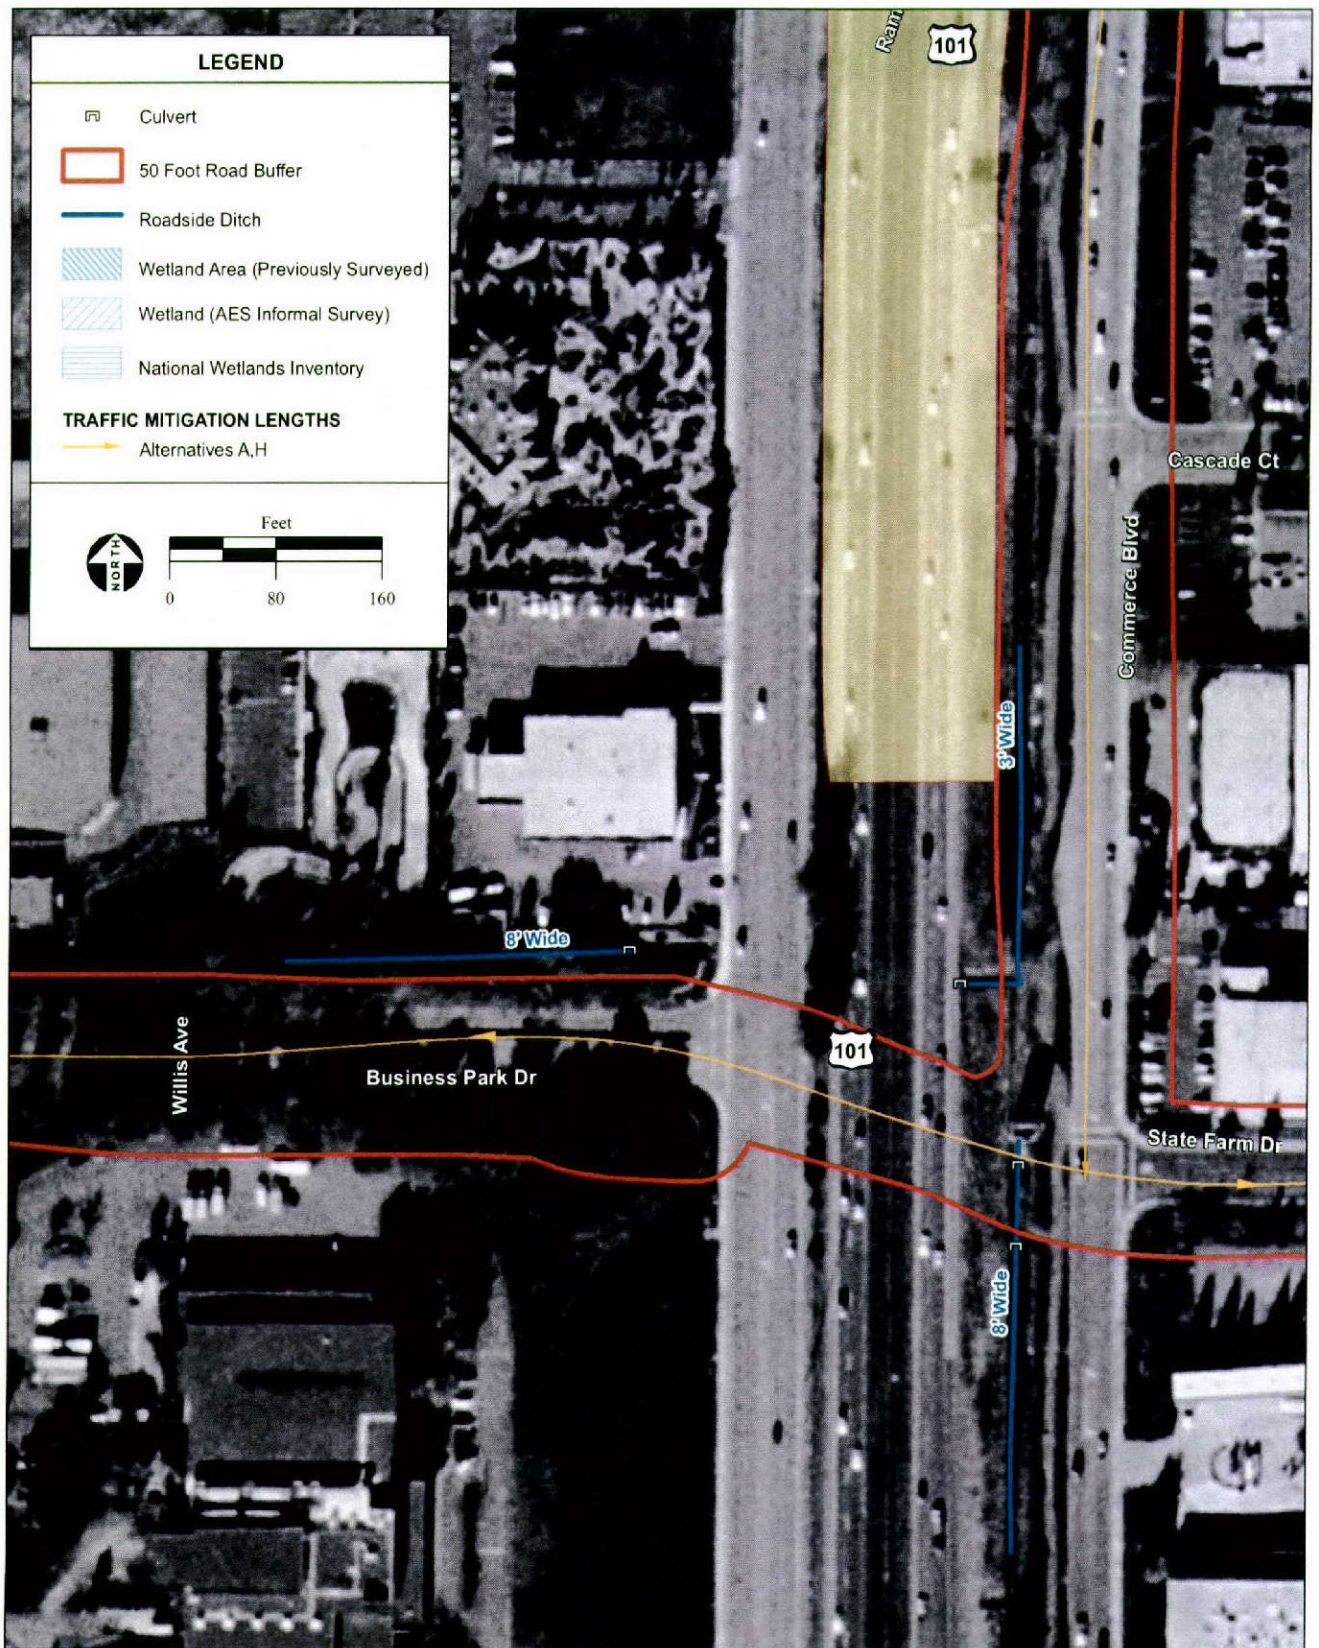 LEGEND
Culvert
50 Foot Road Buffer
Roadside Ditch
Wetland Area (Previously Surveyed)
Wetland (AES Informal Survey)
National Wetlands Inventory
TRAFFIC MITIGATION LENGTHS
Alternatives A,H
NORTH
Feet
0 80 160
Ram
101
Cascade Ct
Commerce Blvd
3' Wide
8' Wide
101
Willis Ave
Business Park Dr
State Farm Dr
8' Wide